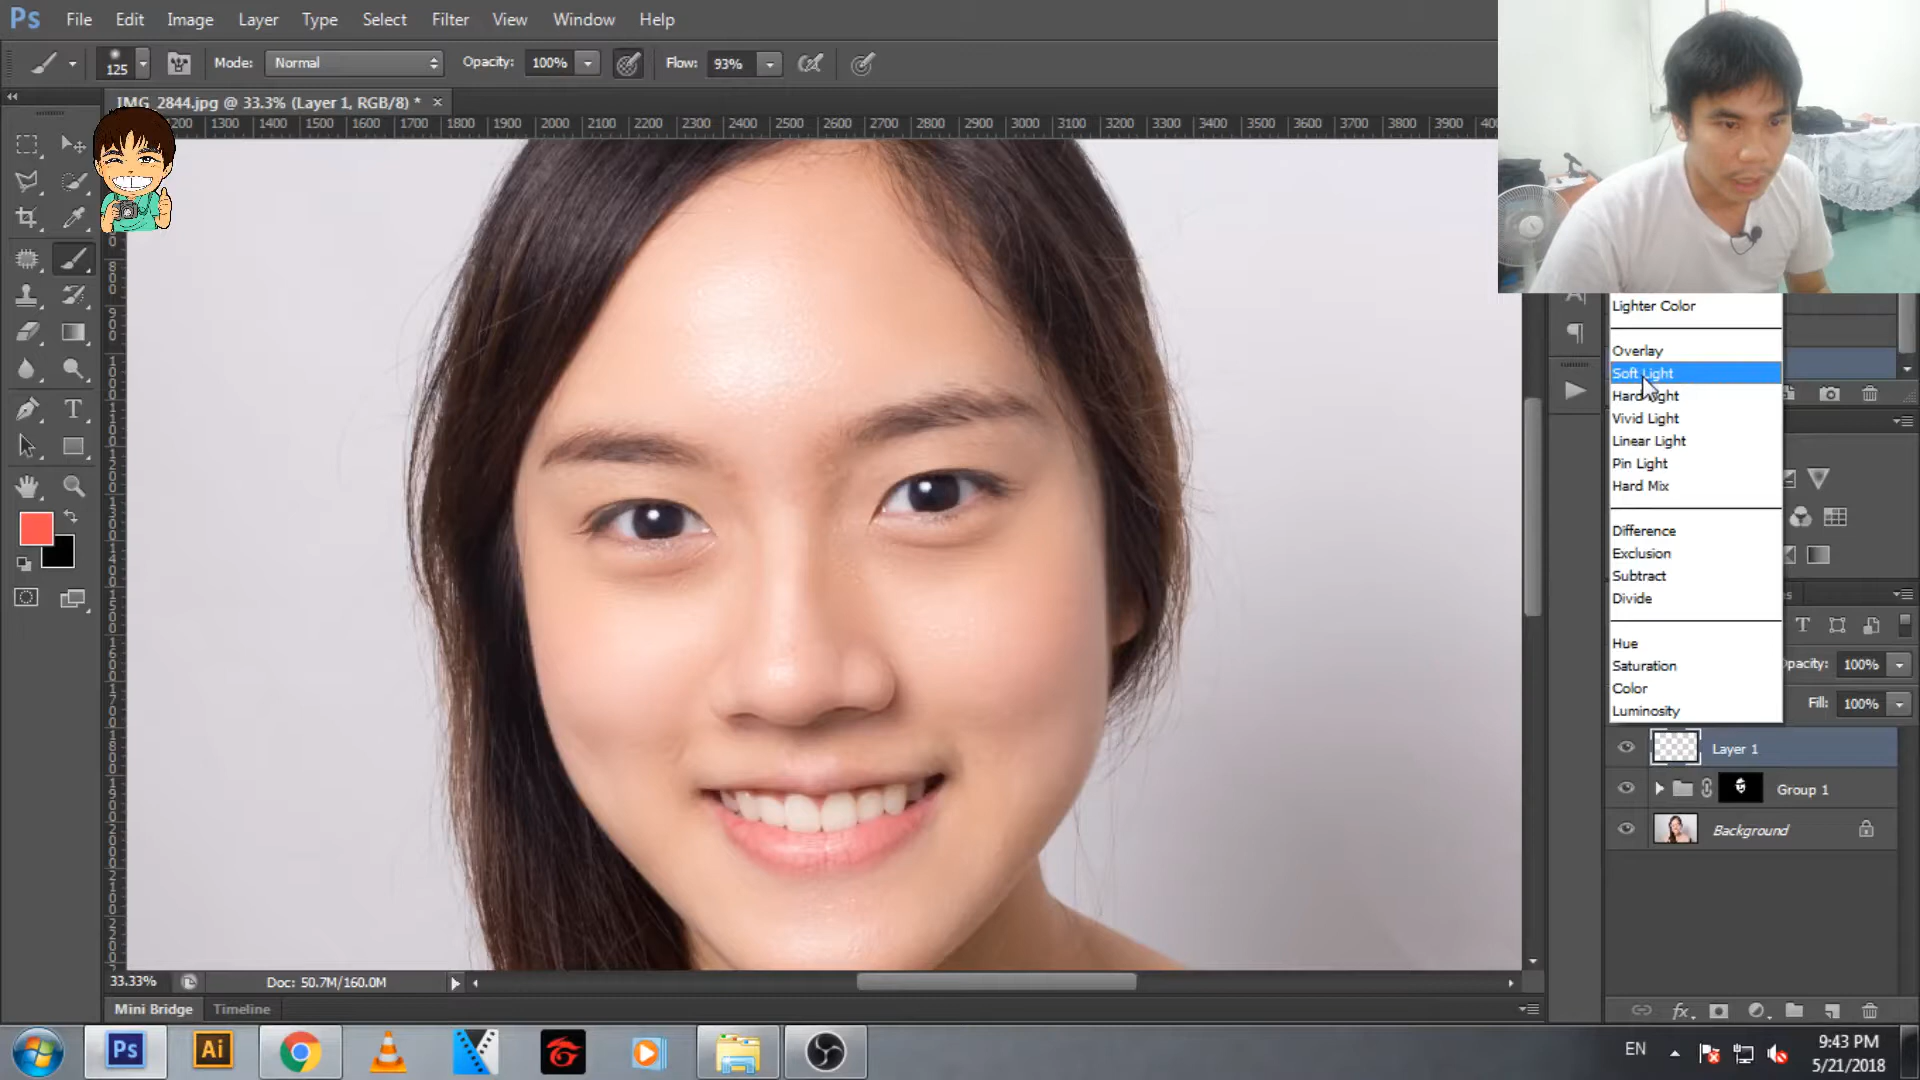 Ps File Edit Image Layer Type Select Filter View Window Help
125 Mode: Normal Opacity: 100% Flow: 93%
IMG_2844.jpg @ 33.3% (Layer 1, RGB/8) * ×
1200 1300 1400 1500 1600 1700 1800 1900 2000 2100 2200 2300 2400 2500 2600 2700 2800 2900 3000 3100 3200 3300 3400 3500 3600 3700 3800 3900
Lighter Color
Overlay
Soft Light
Hard Light
Vivid Light
Linear Light
Pin Light
Hard Mix
Difference
Exclusion
Subtract
Divide
Hue
Saturation
Color
Luminosity
Opacity: 100%
Fill: 100%
Layer 1
Group 1
Background
33.33% Doc: 50.7M/160.0M
Mini Bridge Timeline
Ps Ai EN 9:43 PM
5/21/2018